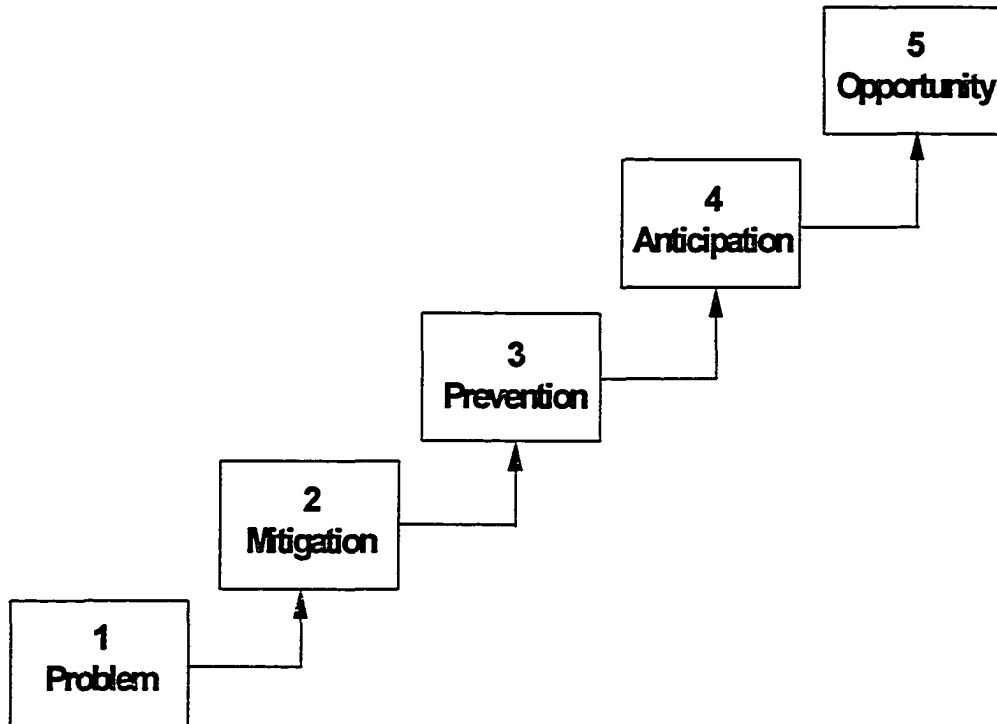 1
Problem
2
Mitigation
3
Prevention
4
Anticipation
5
Opportunity